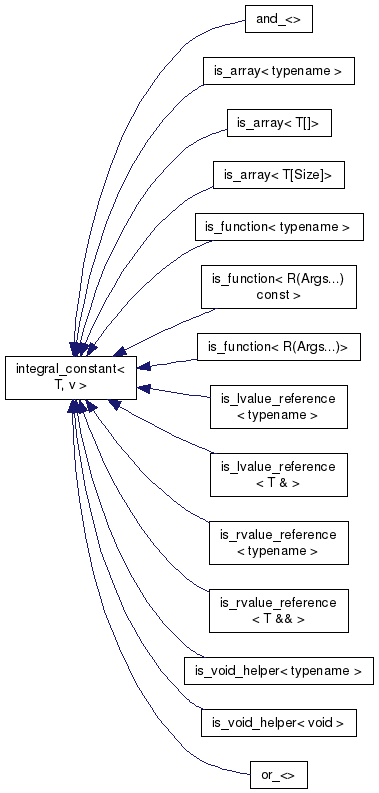 and_<>
is_array< typename >
is_array< T[]>
is_array< T[Size]>
is_function< typename >
is_function< R(Args...)
const >
is_function< R(Args...)>
integral_constant<
T, v >
is_lvalue_reference
< typename >
is_lvalue_reference
< T & >
is_rvalue_reference
< typename >
is_rvalue_reference
< T && >
is_void_helper< typename >
is_void_helper< void >
or_<>